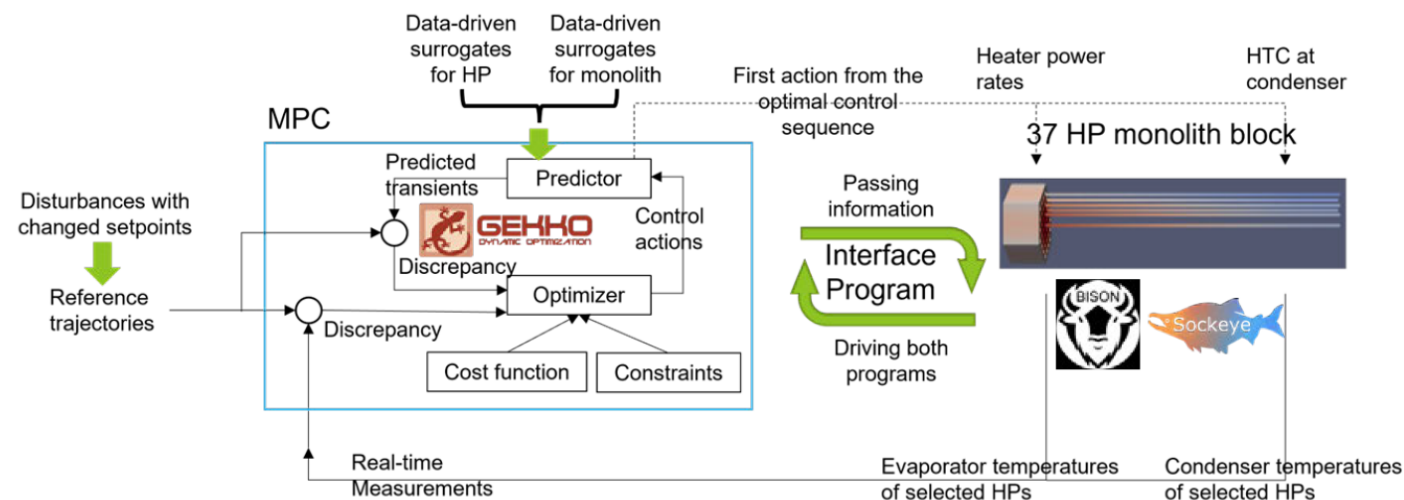 Data-driven
surrogates
for HP
Data-driven
surrogates
for monolith
First action from the
optimal control
sequence
Heater power
rates
HTC at
condenser
MPC
37 HP monolith block
Predicted
transients
Predictor
Disturbances with
changed setpoints
GEKKO
DYNAMIC OPTIMIZATION
Control
actions
Passing
information
Interface
Program
Discrepancy
Reference
trajectories
Optimizer
Discrepancy
BISON
Sockeye
Driving both
programs
Cost function
Constraints
Real-time
Measurements
Evaporator temperatures
of selected HPs
Condenser temperatures
of selected HPs